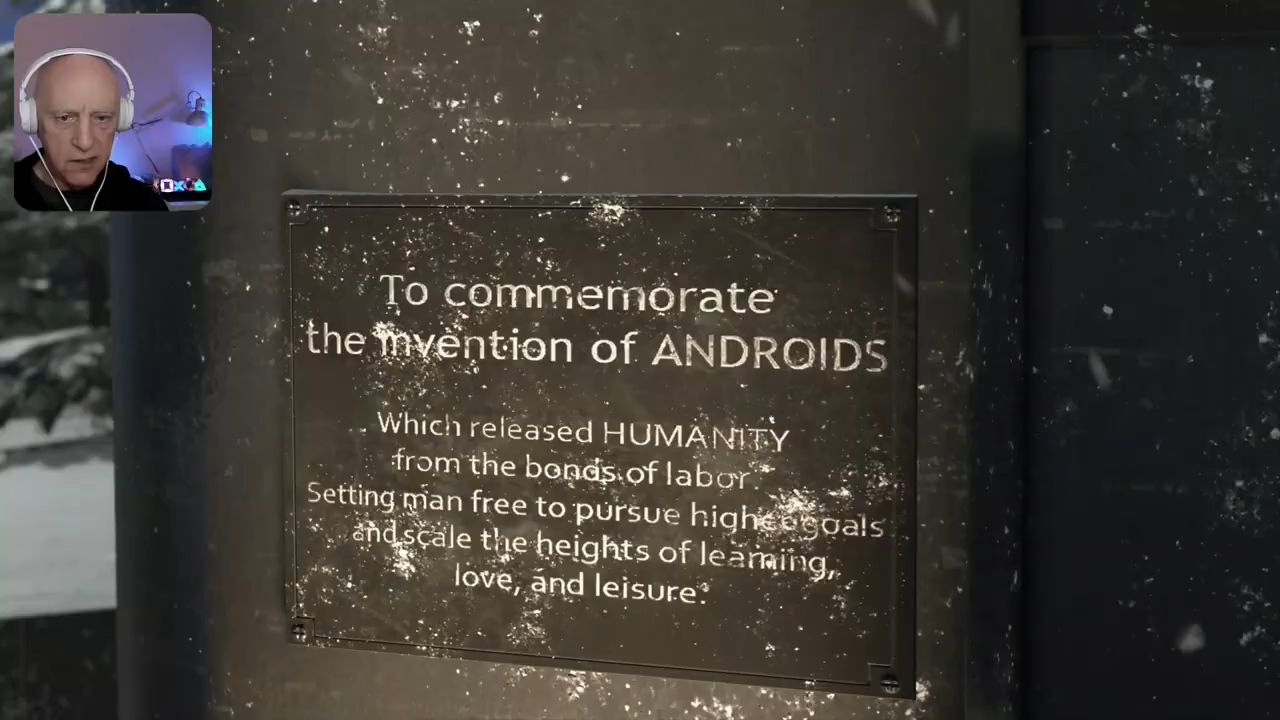 To commemorate
the invention of ANDROIDS
Which released HUMANITY
from the bonds of labor.
Setting man free to pursue higher goals
and scale the heights of learning,
love, and leisure.